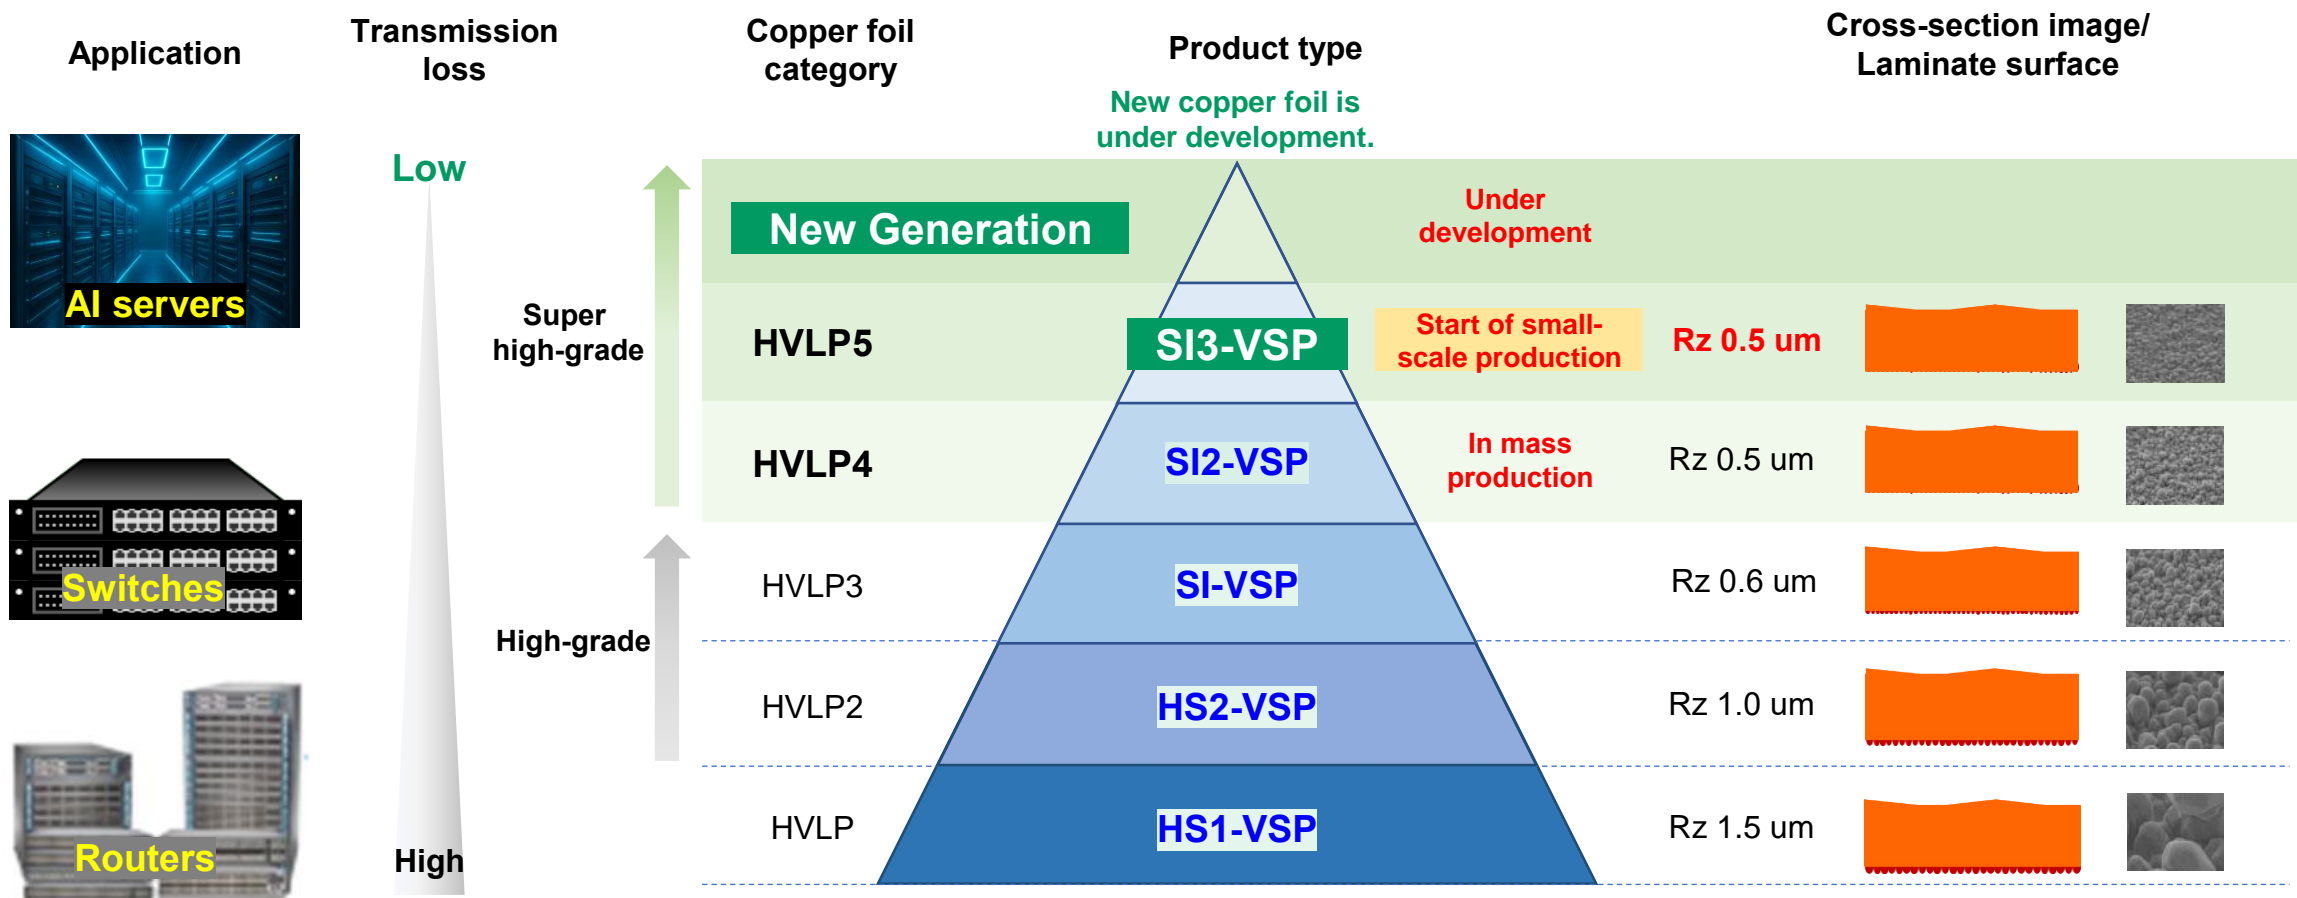 Application
Transmission
loss
Copper foil
category
Product type
Cross-section image/
Laminate surface
New copper foil is
under development.
Low
New Generation
Under
development
AI servers
Super
high-grade
HVLP5
SI3-VSP
Start of small-
scale production
Rz 0.5 um
HVLP4
SI2-VSP
In mass
production
Rz 0.5 um
Switches
High-grade
HVLP3
SI-VSP
Rz 0.6 um
HVLP2
HS2-VSP
Rz 1.0 um
Routers
High
HVLP
HS1-VSP
Rz 1.5 um